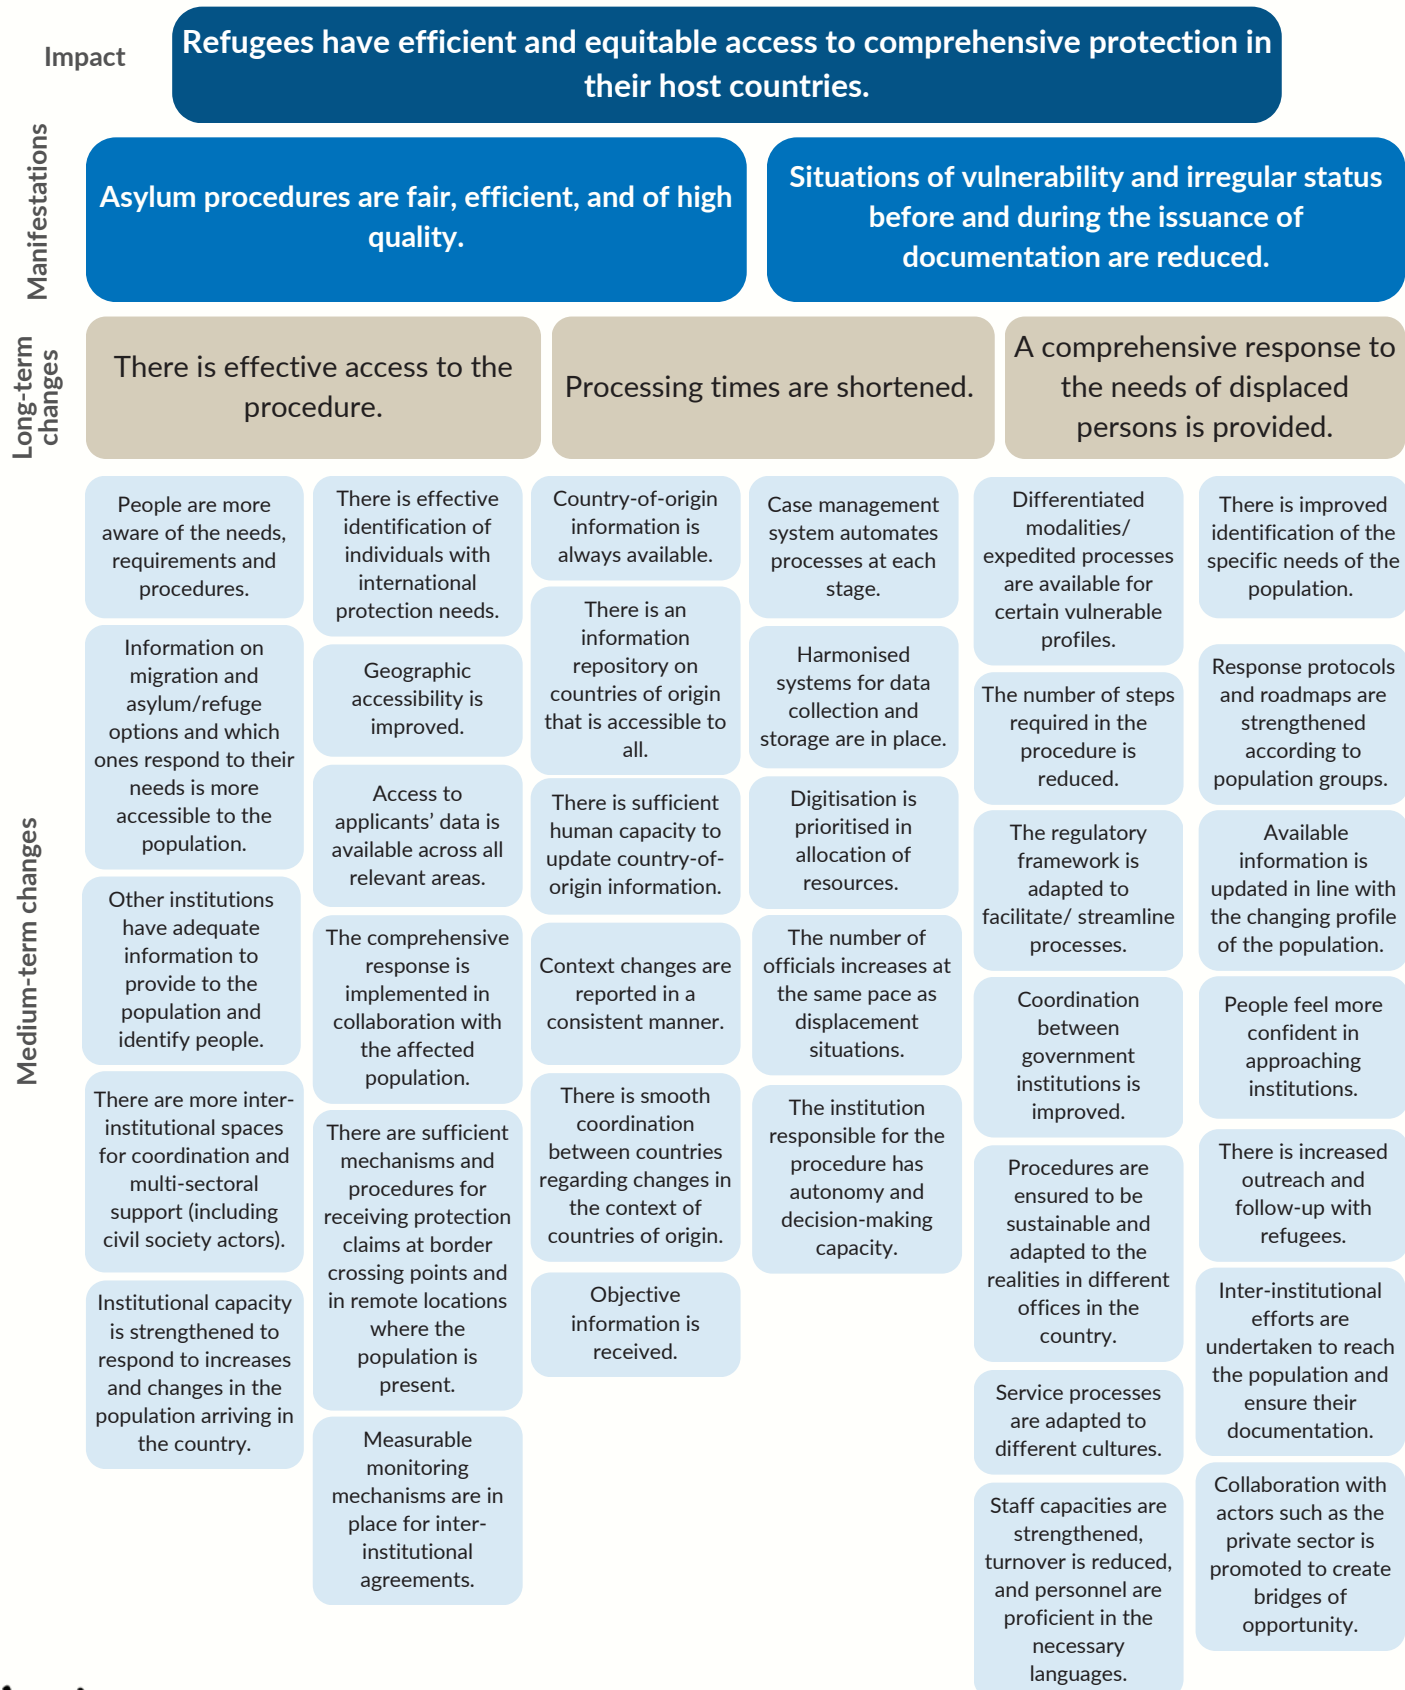 Impact
Refugees have efficient and equitable access to comprehensive protection in
their host countries.
Manifestations
Asylum procedures are fair, efficient, and of high
quality.
Situations of vulnerability and irregular status
before and during the issuance of
documentation are reduced.
Long-term
changes
There is effective access to the
procedure.
Processing times are shortened.
A comprehensive response to
the needs of displaced
persons is provided.
Medium-term changes
People are more
aware of the needs,
requirements and
procedures.
Information on
migration and
asylum/refuge
options and which
ones respond to their
needs is more
accessible to the
population.
Other institutions
have adequate
information to
provide to the
population and
identify people.
There are more inter-
institutional spaces
for coordination and
multi-sectoral
support (including
civil society actors).
Institutional capacity
is strengthened to
respond to increases
and changes in the
population arriving in
the country.
There is effective
identification of
individuals with
international
protection needs.
Geographic
accessibility is
improved.
Access to
applicants’ data is
available across all
relevant areas.
The comprehensive
response is
implemented in
collaboration with
the affected
population.
There are sufficient
mechanisms and
procedures for
receiving protection
claims at border
crossing points and
in remote locations
where the
population is
present.
Measurable
monitoring
mechanisms are in
place for inter-
institutional
agreements.
Country-of-origin
information is
always available.
There is an
information
repository on
countries of origin
that is accessible to
all.
There is sufficient
human capacity to
update country-of-
origin information.
Context changes are
reported in a
consistent manner.
There is smooth
coordination
between countries
regarding changes in
the context of
countries of origin.
Objective
information is
received.
Case management
system automates
processes at each
stage.
Harmonised
systems for data
collection and
storage are in place.
Digitisation is
prioritised in
allocation of
resources.
The number of
officials increases at
the same pace as
displacement
situations.
The institution
responsible for the
procedure has
autonomy and
decision-making
capacity.
Differentiated
modalities/
expedited processes
are available for
certain vulnerable
profiles.
The number of steps
required in the
procedure is
reduced.
The regulatory
framework is
adapted to
facilitate/ streamline
processes.
Coordination
between
government
institutions is
improved.
Procedures are
ensured to be
sustainable and
adapted to the
realities in different
offices in the
country.
Service processes
are adapted to
different cultures.
Staff capacities are
strengthened,
turnover is reduced,
and personnel are
proficient in the
necessary
languages.
There is improved
identification of the
specific needs of the
population.
Response protocols
and roadmaps are
strengthened
according to
population groups.
Available
information is
updated in line with
the changing profile
of the population.
People feel more
confident in
approaching
institutions.
There is increased
outreach and
follow-up with
refugees.
Inter-institutional
efforts are
undertaken to reach
the population and
ensure their
documentation.
Collaboration with
actors such as the
private sector is
promoted to create
bridges of
opportunity.